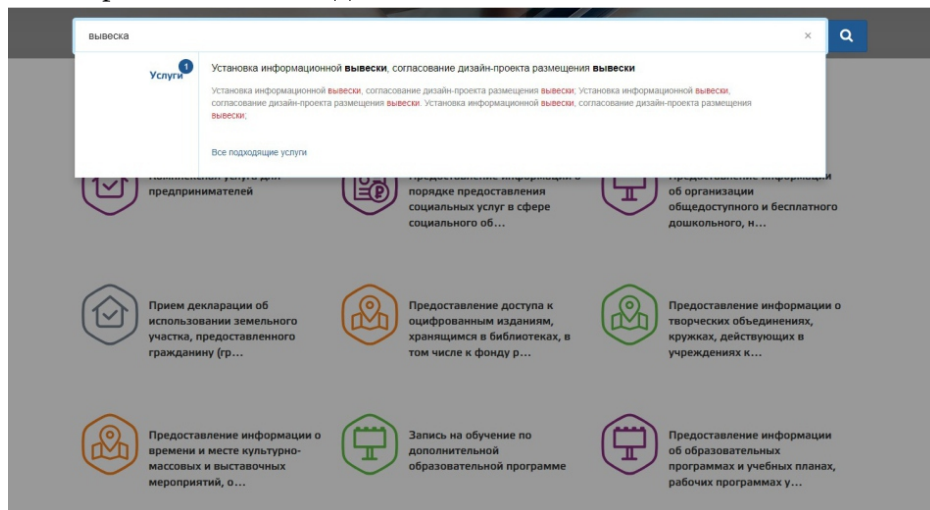 вывеска
×
Услуги 1
Установка информационной вывески, согласование дизайн-проекта размещения вывески
Установка информационной вывески, согласование дизайн-проекта размещения вывески; Установка информационной вывески,
согласование дизайн-проекта размещения вывески. Установка информационной вывески, согласование дизайн-проекта размещения
вывески;
Все подходящие услуги
предпринимателей
порядке предоставления
социальных услуг в сфере
социального об...
об организации
общедоступного и бесплатного
дошкольного, н...
Прием декларации об
использовании земельного
участка, предоставленного
гражданину (гр...
Предоставление доступа к
оцифрованным изданиям,
хранящимся в библиотеках, в
том числе к фонду р...
Предоставление информации о
творческих объединениях,
кружках, действующих в
учреждениях к...
Предоставление информации о
времени и месте культурно-
массовых и выставочных
мероприятий, о...
Запись на обучение по
дополнительной
образовательной программе
Предоставление информации
об образовательных
программах и учебных планах,
рабочих программах у...